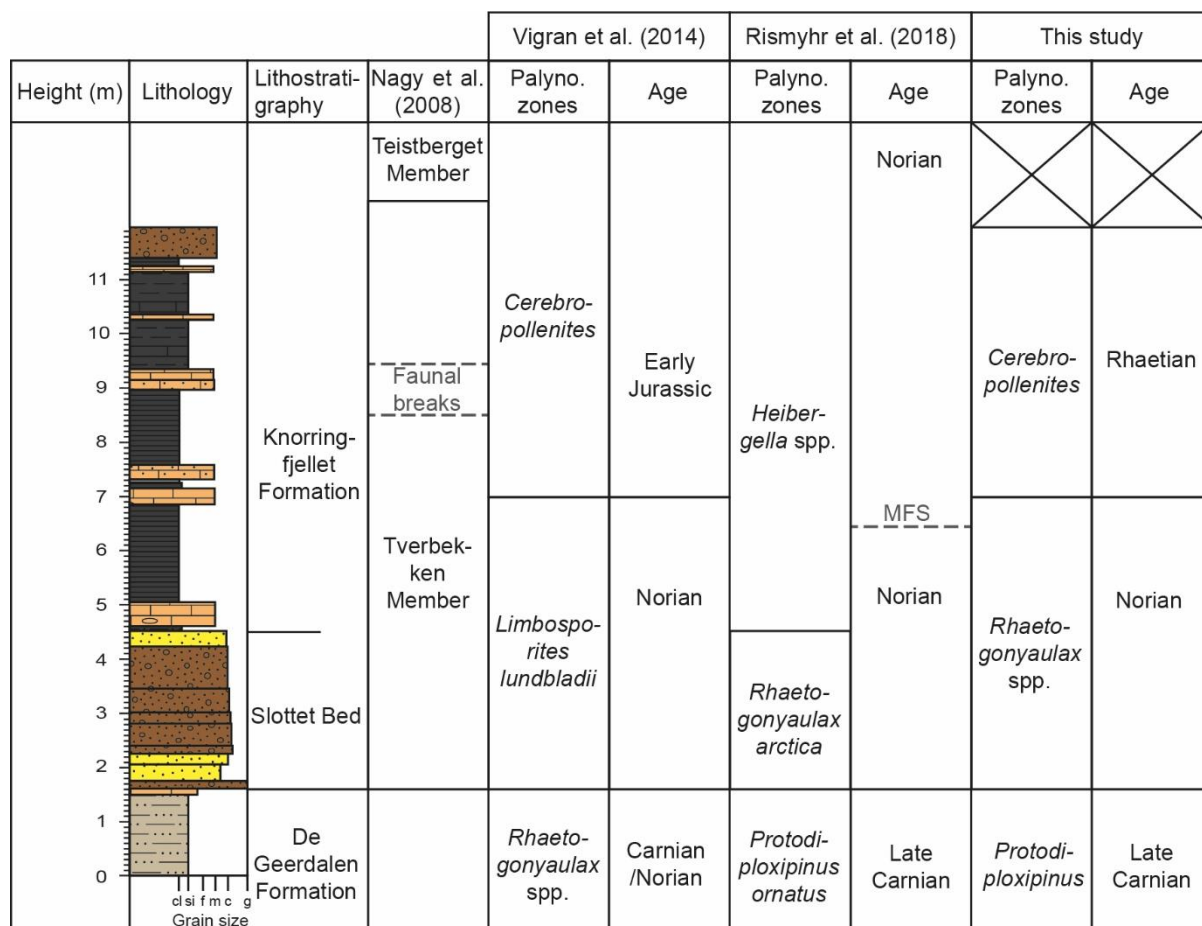 Vigran et al. (2014)
Rismyhr et al. (2018)
This study
Height (m)
Lithology
Lithostrati-
graphy
Nagy et al.
(2008)
Palyno.
zones
Age
Palyno.
zones
Age
Palyno.
zones
Age
11
10
9
8
7
6
5
4
3
2
1
0
cl si f m c g
Grain size
Knorring-
fjellet
Formation
Slottet Bed
De
Geerdalen
Formation
Teistberget
Member
Faunal
breaks
Tverbek-
ken
Member
Cerebro-
pollenites
Limbospo-
rites
lundbladii
Rhaeto-
gonyaulax
spp.
Early
Jurassic
Norian
Carnian
/Norian
Heiber-
gella spp.
Rhaeto-
gonyaulax
arctica
Protodi-
ploxipinus
ornatus
Norian
MFS
Norian
Late
Carnian
Cerebro-
pollenites
Rhaeto-
gonyaulax
spp.
Protodi-
ploxipinus
Rhaetian
Norian
Late
Carnian